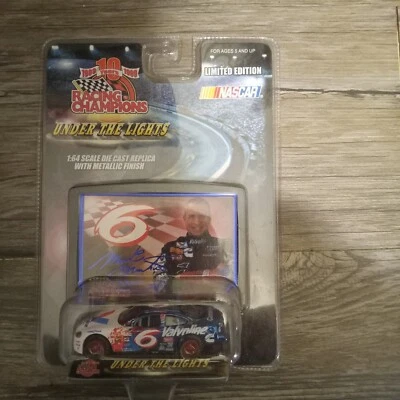 10
FOR AGES 8 AND UP
LIMITED EDITION
RACING
CHAMPIONS
NASCAR
UNDER THE LIGHTS
1:64 SCALE DIE CAST REPLICA
WITH METALLIC FINISH
6
6 Valvoline
UNDER THE LIGHTS